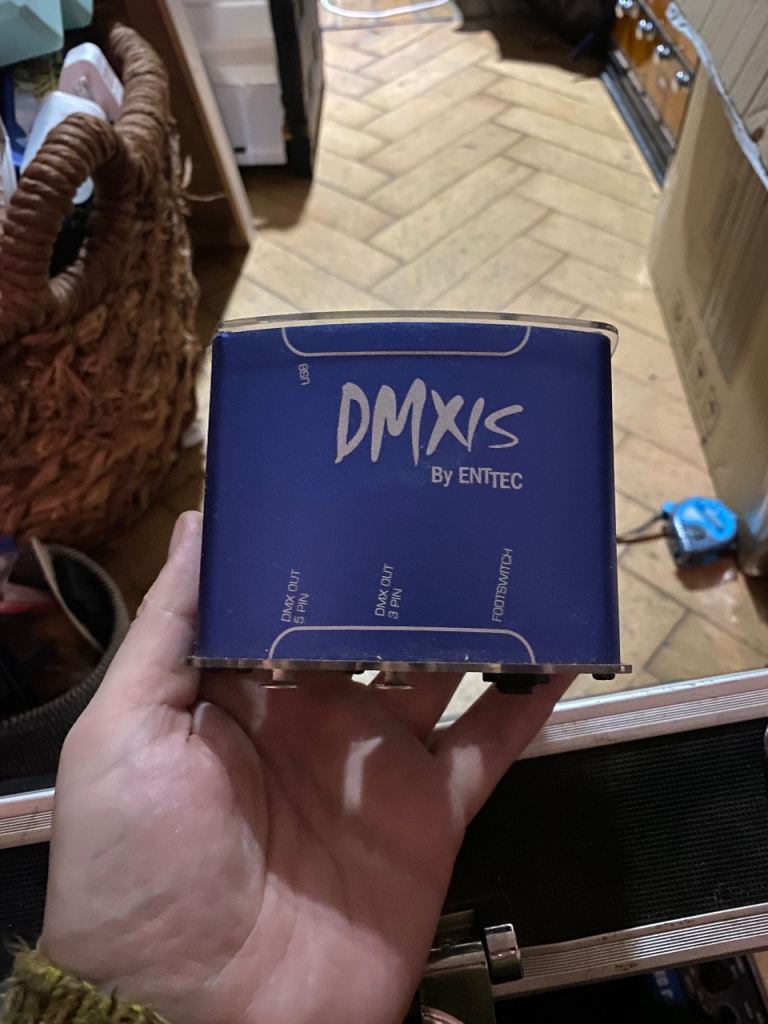 USB
DMXIS
By ENTTEC
DMX OUT
5 PIN
DMX OUT
3 PIN
FOOTSWITCH